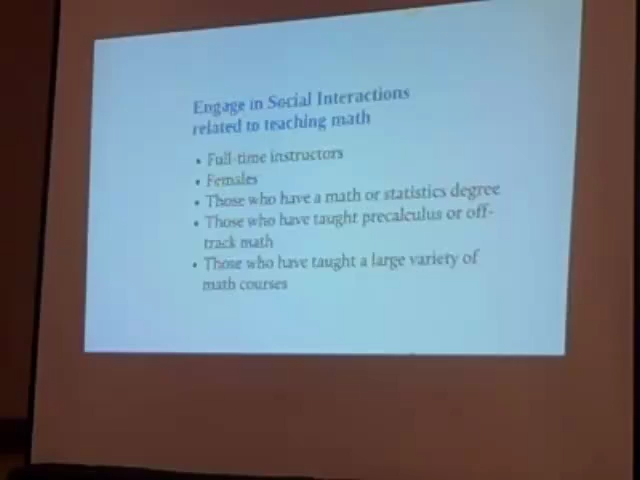 Engage in Social Interactions
related to teaching math
• Full-time instructors
• Females
• Those who have a math or statistics degree
• Those who have taught precalculus or off-
track math
• Those who have taught a large variety of
math courses